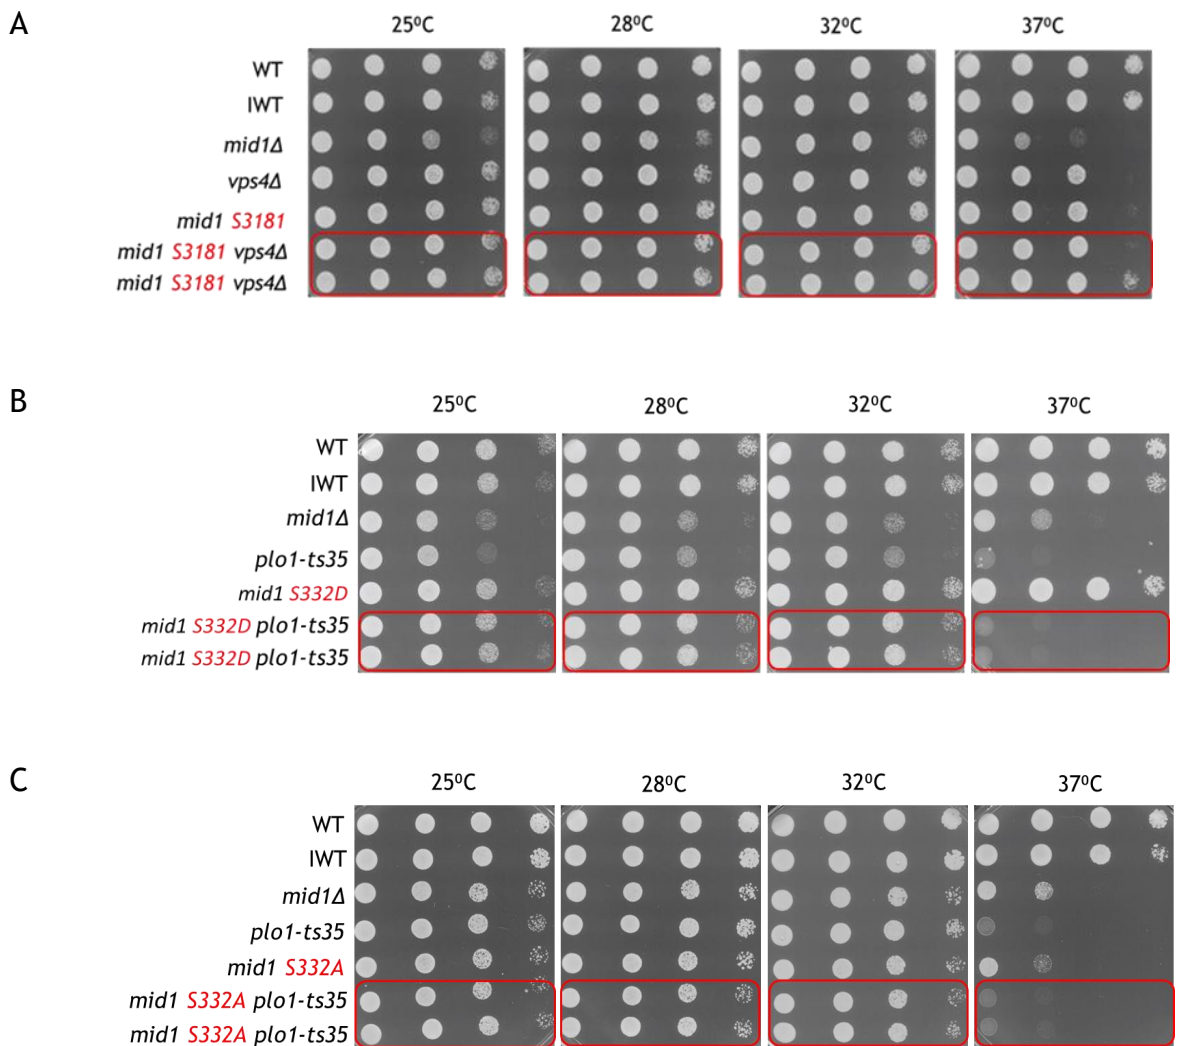 A
25⁰C 28⁰C 32⁰C 37⁰C
WT
IWT
mid1Δ
vps4Δ
mid1 S3181
mid1 S3181 vps4Δ
mid1 S3181 vps4Δ
B
25⁰C 28⁰C 32⁰C 37⁰C
WT
IWT
mid1Δ
plo1-ts35
mid1 S332D
mid1 S332D plo1-ts35
mid1 S332D plo1-ts35
C
25⁰C 28⁰C 32⁰C 37⁰C
WT
IWT
mid1Δ
plo1-ts35
mid1 S332A
mid1 S332A plo1-ts35
mid1 S332A plo1-ts35